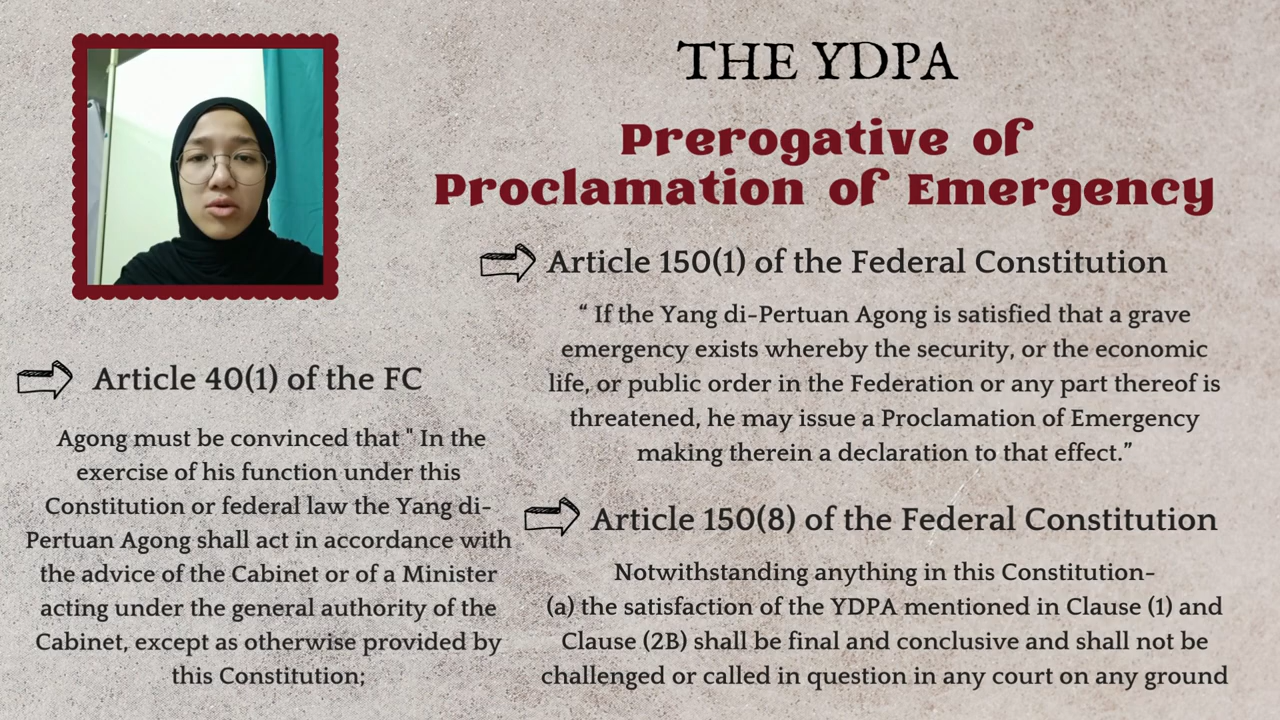 THE YDPA
Prerogative of
Proclamation of Emergency
Article 150(1) of the Federal Constitution
“ If the Yang di-Pertuan Agong is satisfied that a grave
emergency exists whereby the security, or the economic
life, or public order in the Federation or any part thereof is
threatened, he may issue a Proclamation of Emergency
making therein a declaration to that effect.”
Article 40(1) of the FC
Agong must be convinced that " In the
exercise of his function under this
Constitution or federal law the Yang di-
Pertuan Agong shall act in accordance with
the advice of the Cabinet or of a Minister
acting under the general authority of the
Cabinet, except as otherwise provided by
this Constitution;
Article 150(8) of the Federal Constitution
Notwithstanding anything in this Constitution-
(a) the satisfaction of the YDPA mentioned in Clause (1) and
Clause (2B) shall be final and conclusive and shall not be
challenged or called in question in any court on any ground